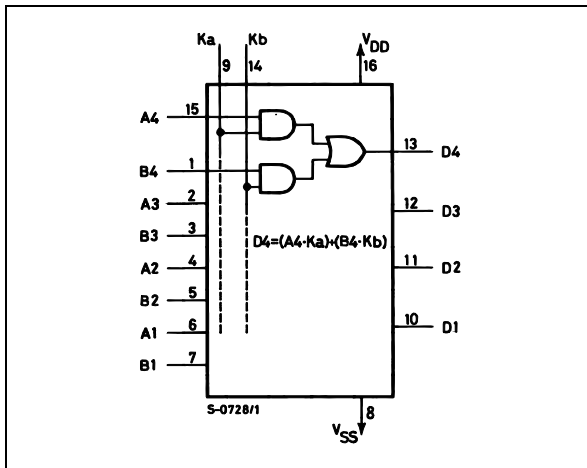 Ka Kb VDD
9 14 16
A4 15
13 D4
B4 1
A3 2
12 D3
B3 3
D4=(A4·Ka)+(B4·Kb)
A2 4
11 D2
B2 5
A1 6
10 D1
B1 7
S-0728/1
VSS 8